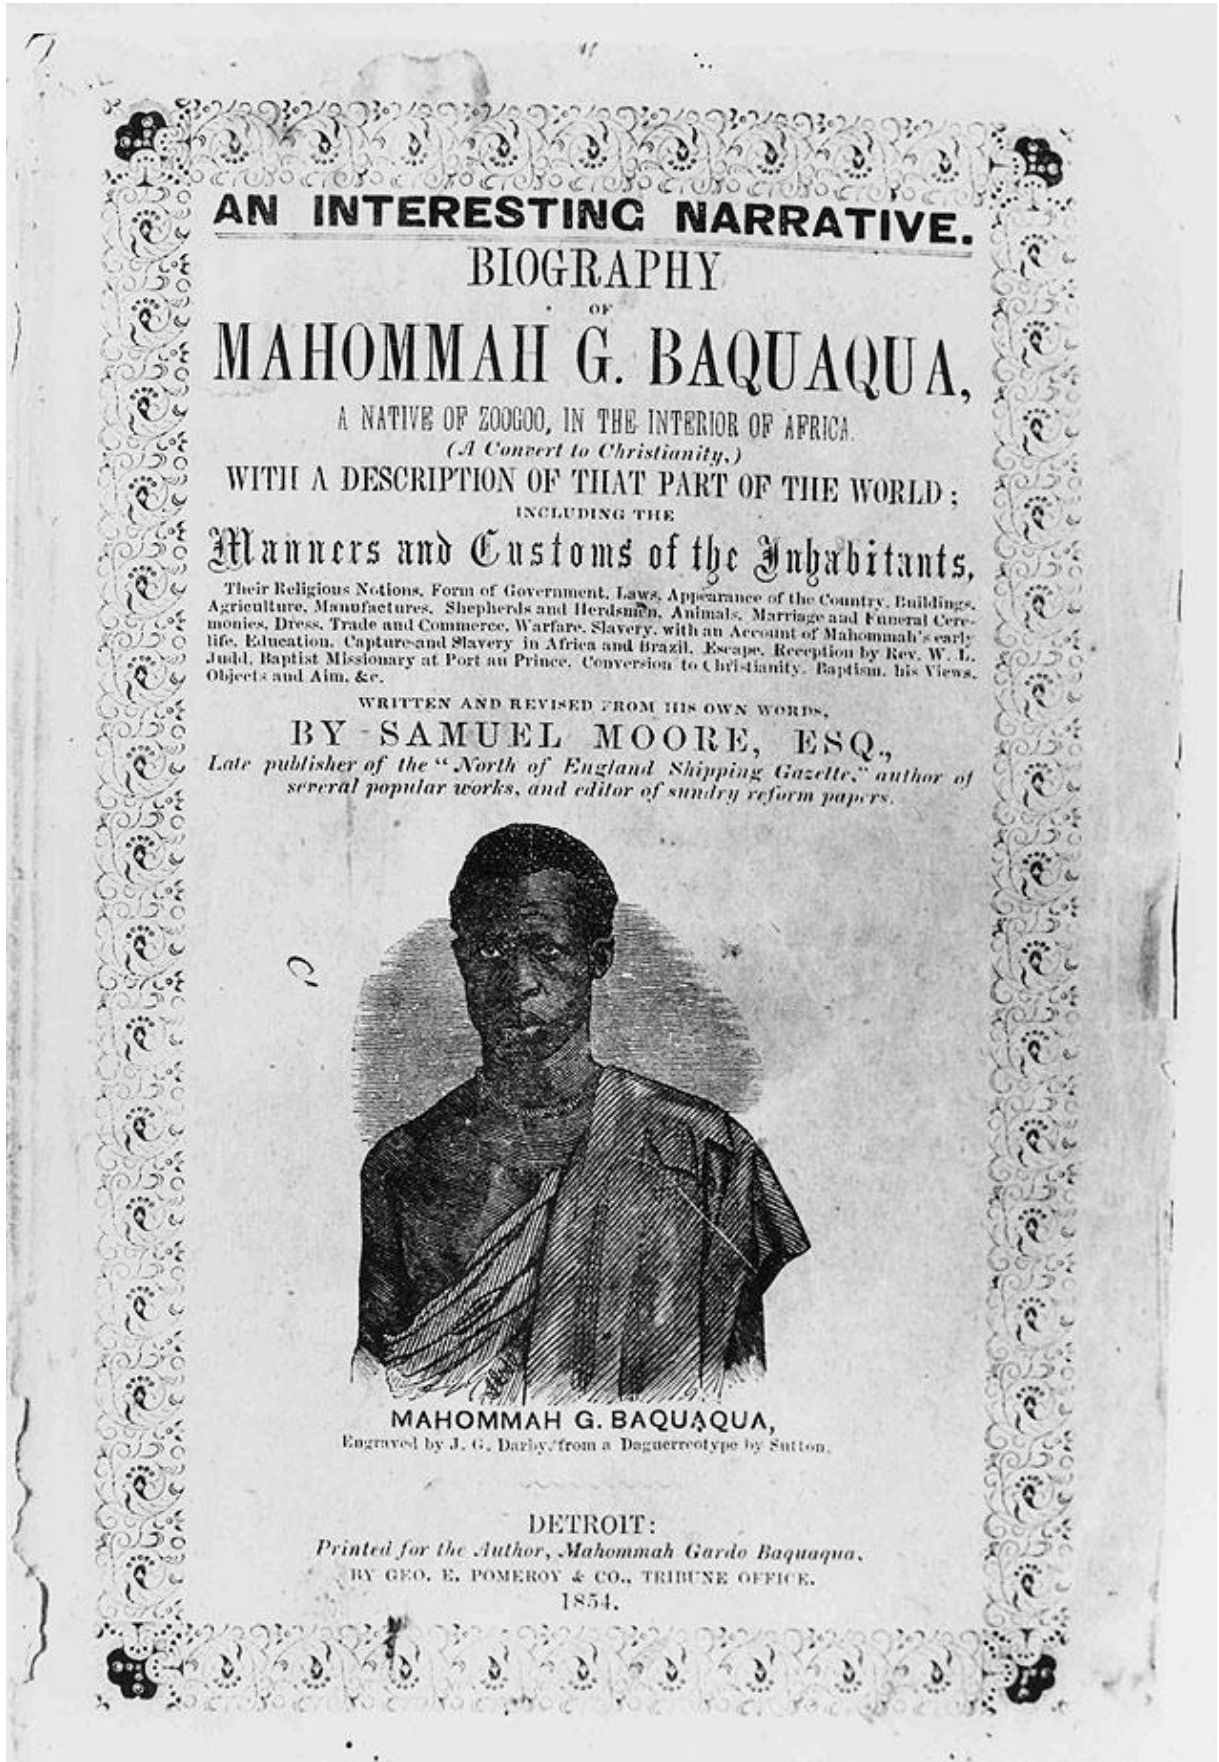 AN INTERESTING NARRATIVE.
BIOGRAPHY
OF
MAHOMMAH G. BAQUAQUA,
A NATIVE OF ZOOGOO, IN THE INTERIOR OF AFRICA.
(A Convert to Christianity,)
WITH A DESCRIPTION OF THAT PART OF THE WORLD;
INCLUDING THE
Manners and Customs of the Inhabitants,
Their Religious Notions, Form of Government, Laws, Appearance of the Country, Buildings,
Agriculture, Manufactures, Shepherds and Herdsmen, Animals, Marriage and Funeral Cere-
monies, Dress, Trade and Commerce, Warfare, Slavery, with an Account of Mahommah's early
life, Education, Capture and Slavery in Africa and Brazil, Escape, Reception by Rev. W. L.
Judd, Baptist Missionary at Port au Prince, Conversion to Christianity, Baptism, his Views,
Objects and Aim, &c.
WRITTEN AND REVISED FROM HIS OWN WORDS,
BY SAMUEL MOORE, ESQ.,
Late publisher of the "North of England Shipping Gazette," author of
several popular works, and editor of sundry reform papers.
MAHOMMAH G. BAQUAQUA,
Engraved by J. G. Darby, from a Daguerreotype by Sutton.
DETROIT:
Printed for the Author, Mahommah Gardo Baquaqua,
BY GEO. E. POMEROY & CO., TRIBUNE OFFICE.
1854.